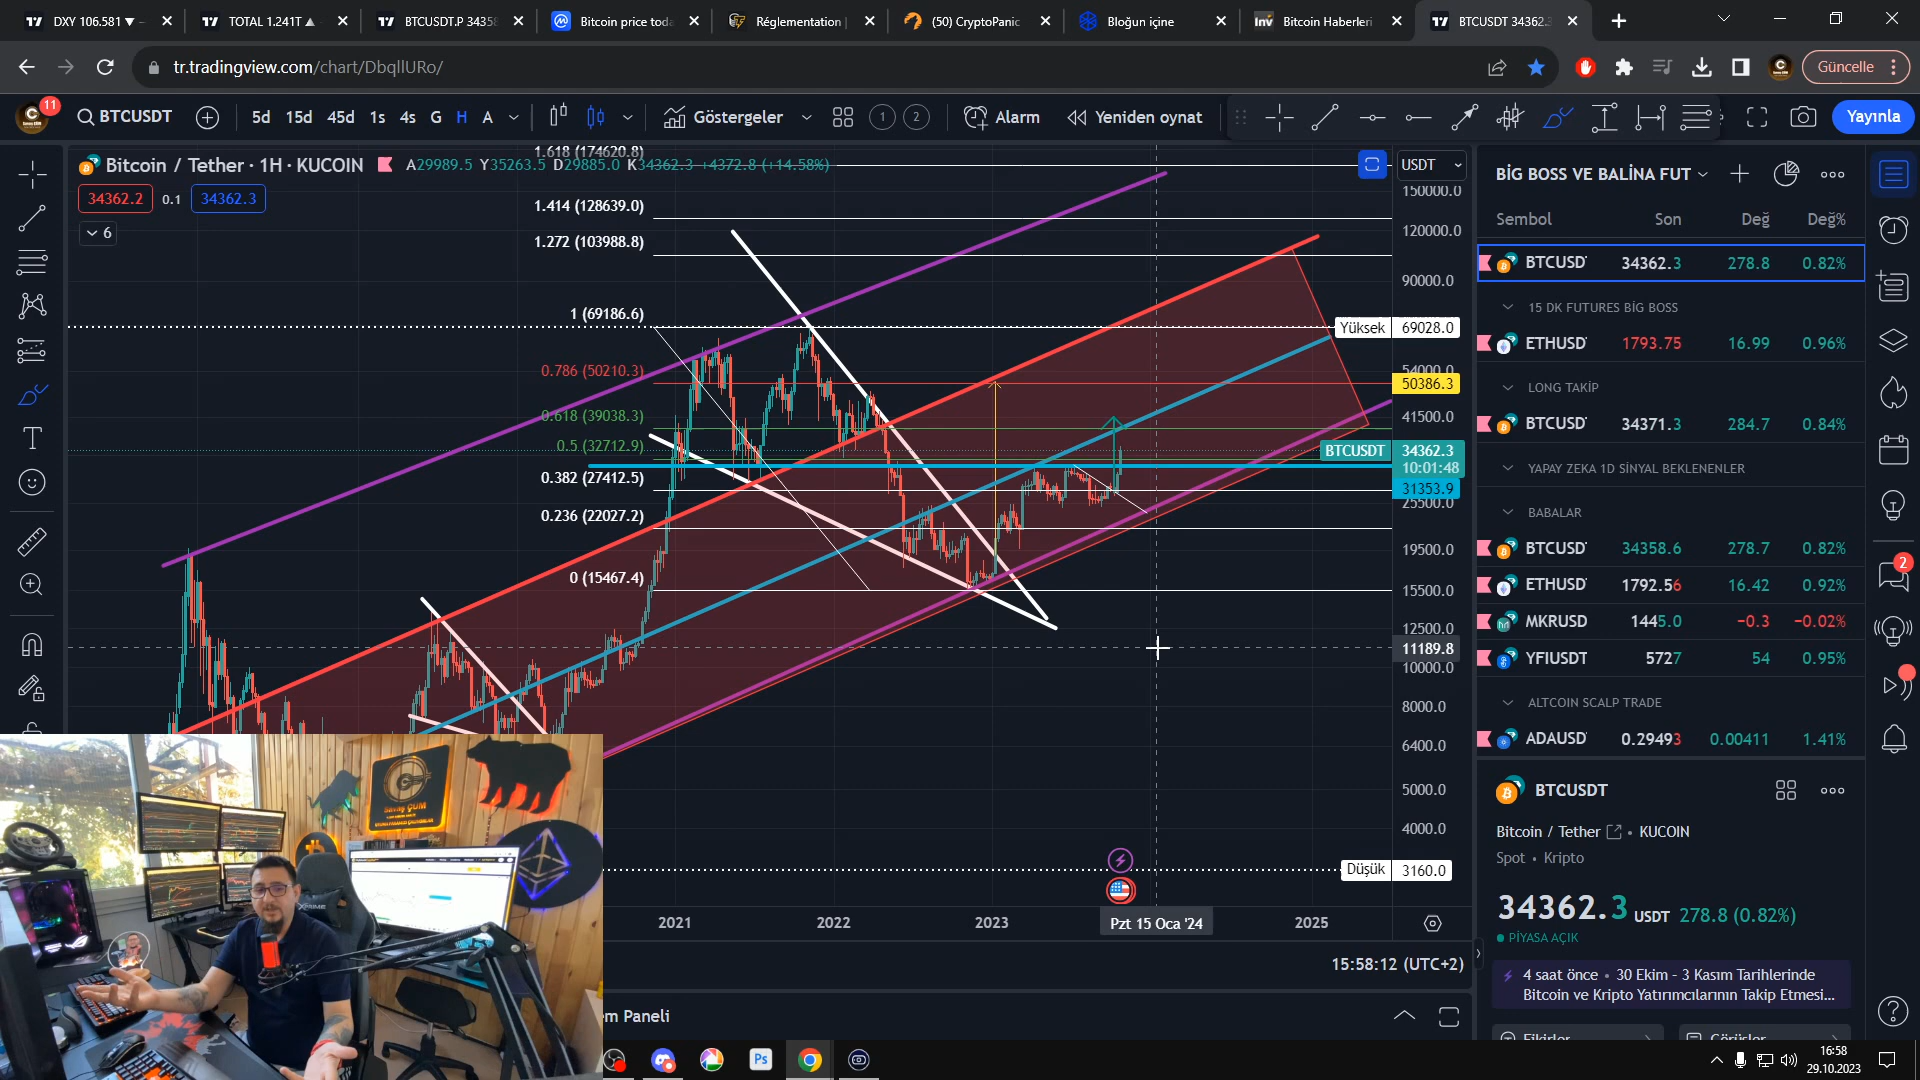 DXY 106.581 ▼ −
TOTAL 1.241T ▲
BTCUSDT.P 34358
Bitcoin price toda
Réglementation |
(50) CryptoPanic
Bloğun içine
Bitcoin Haberleri
BTCUSDT 34362.3
tr.tradingview.com/chart/DbqllURo/
Güncelle
11
BTCUSDT
5d 15d 45d 1s 4s G H A
Göstergeler
1 2
Alarm
Yeniden oynat
Yayınla
Bitcoin / Tether · 1H · KUCOIN
A29989.5 Y35263.5 D29885.0 K34362.3 +4372.8 (+14.58%)
34362.2 0.1 34362.3
6
1.618 (174620.8)
1.414 (128639.0)
1.272 (103988.8)
1 (69186.6)
0.786 (50210.3)
0.618 (39038.3)
0.5 (32712.9)
0.382 (27412.5)
0.236 (22027.2)
0 (15467.4)
USDT
150000.0
120000.0
90000.0
Yüksek 69028.0
54000.0
50386.3
41500.0
BTCUSDT 34362.3
10:01:48
31353.9
25500.0
19500.0
15500.0
12500.0
11189.8
10000.0
8000.0
6400.0
5000.0
4000.0
Düşük 3160.0
2021 2022 2023 Pzt 15 Oca '24 2025
15:58:12 (UTC+2)
m Paneli
BİG BOSS VE BALİNA FUT
Sembol Son Değ Değ%
BTCUSD 34362.3 278.8 0.82%
15 DK FUTURES BİG BOSS
ETHUSD 1793.75 16.99 0.96%
LONG TAKİP
BTCUSD 34371.3 284.7 0.84%
YAPAY ZEKA 1D SİNYAL BEKLENENLER
BABALAR
BTCUSD 34358.6 278.7 0.82%
ETHUSD 1792.56 16.42 0.92%
MKRUSD 1445.0 −0.3 −0.02%
YFIUSDT 5727 54 0.95%
ALTCOIN SCALP TRADE
ADAUSD 0.29493 0.00411 1.41%
2
BTCUSDT
Bitcoin / Tether • KUCOIN
Spot • Kripto
34362.3 USDT 278.8 (0.82%)
PİYASA AÇIK
4 saat önce • 30 Ekim - 3 Kasım Tarihlerinde
Bitcoin ve Kripto Yatırımcılarının Takip Etmesi...
Fikirler Görüşler
Ps
16:58
29.10.2023